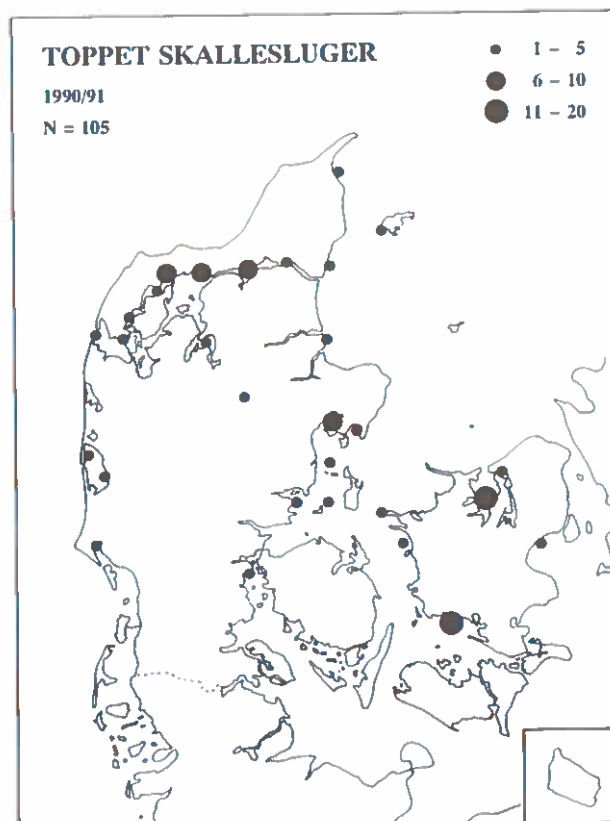 TOPPET SKALLESLUGER
1990/91
N = 105
1 – 5
6 – 10
11 – 20